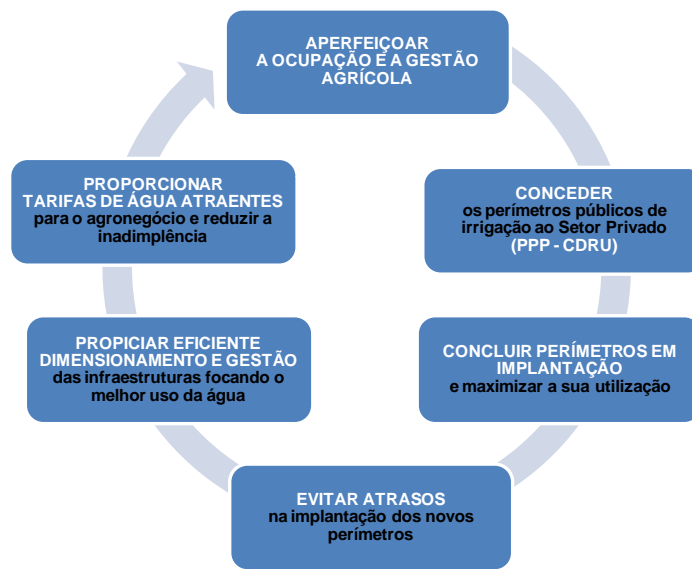 APERFEIÇOAR
A OCUPAÇÃO E A GESTÃO
AGRÍCOLA
CONCEDER
os perímetros públicos de
irrigação ao Setor Privado
(PPP - CDRU)
CONCLUIR PERÍMETROS EM
IMPLANTAÇÃO
e maximizar a sua utilização
EVITAR ATRASOS
na implantação dos novos
perímetros
PROPICIAR EFICIENTE
DIMENSIONAMENTO E GESTÃO
das infraestruturas focando o
melhor uso da água
PROPORCIONAR
TARIFAS DE ÁGUA ATRAENTES
para o agronegócio e reduzir a
inadimplência